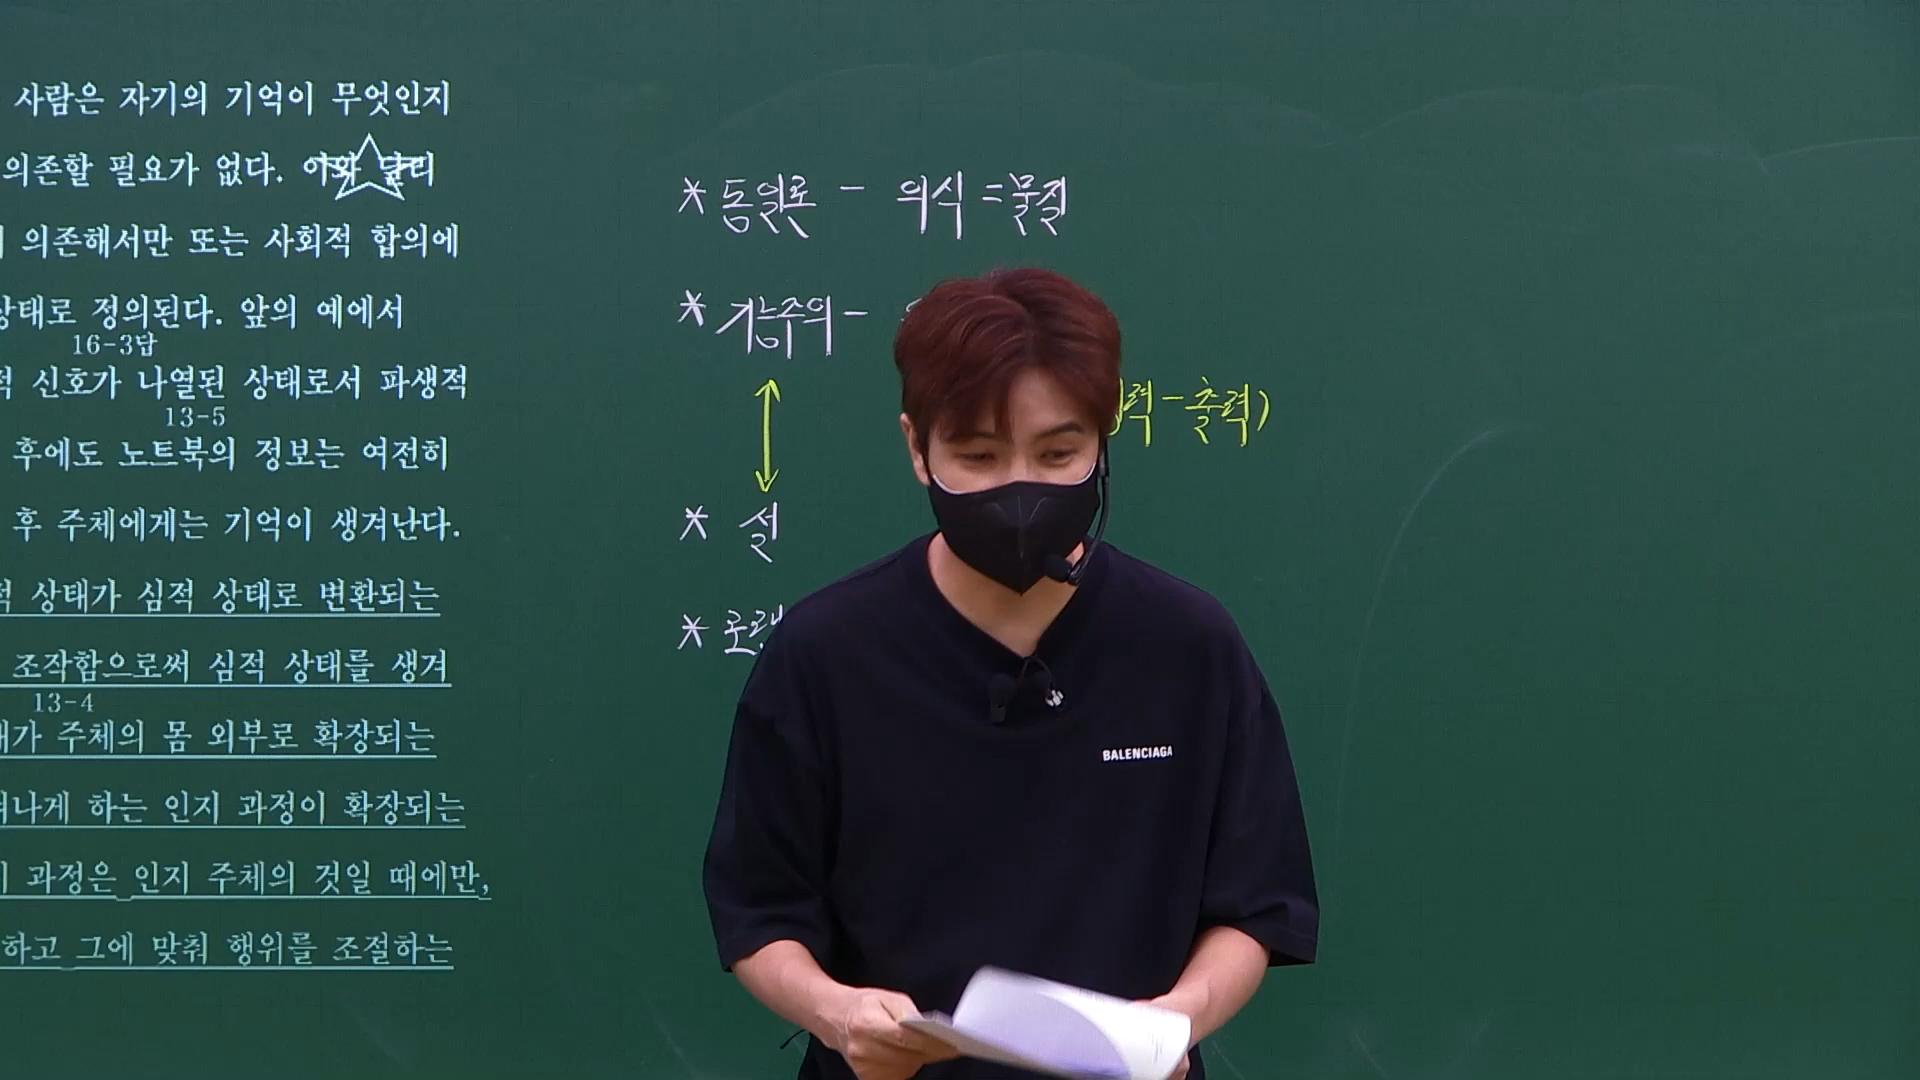 사람은 자기의 기억이 무엇인지
의존할 필요가 없다. 이와 달리
의존해서만 또는 사회적 합의에
상태로 정의된다. 앞의 예에서
16-3답
신호가 나열된 상태로서 파생적
13-5
후에도 노트북의 정보는 여전히
후 주체에게는 기억이 생겨난다.
상태가 심적 상태로 변환되는
조작함으로써 심적 상태를 생겨
13-4
주체의 몸 외부로 확장되는
하는 인지 과정이 확장되는
과정은 인지 주체의 것일 때에만,
하고 그에 맞춰 행위를 조절하는
* 동일론 - 의식 = 물질
* 기능주의 -
력 - 출력)
* 설
* 로랜
BALENCIAGA